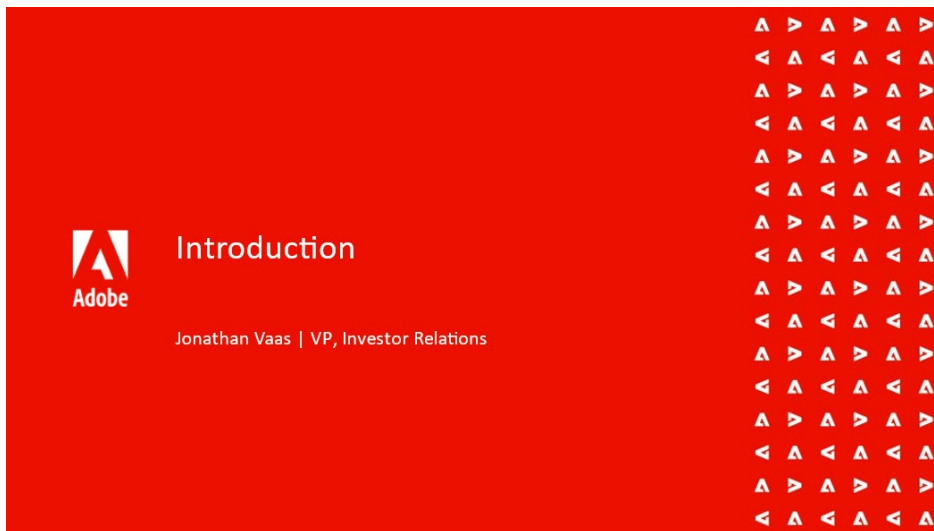 Introduction
Adobe
Jonathan Vaas | VP, Investor Relations